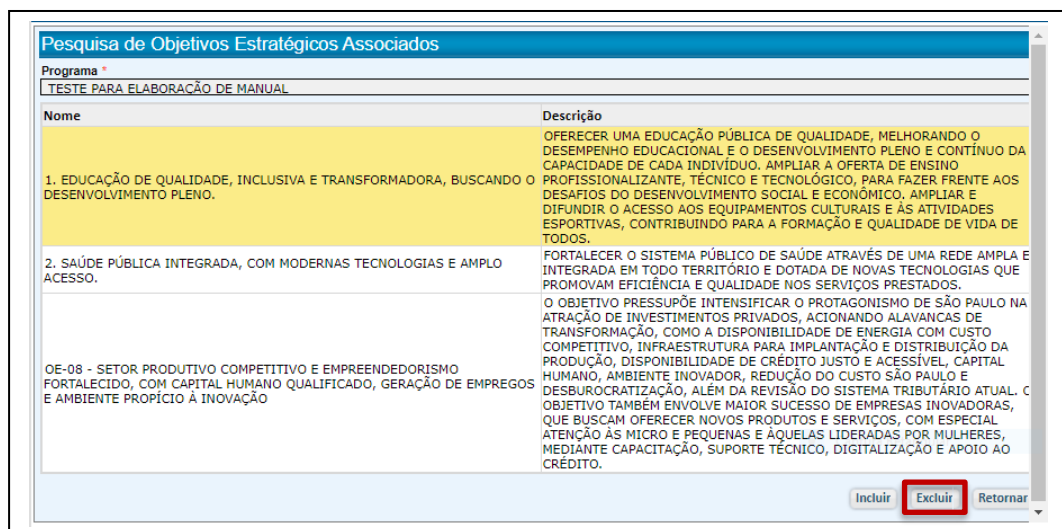 Pesquisa de Objetivos Estratégicos Associados
Programa *
TESTE PARA ELABORAÇÃO DE MANUAL
Nome
Descrição
1. EDUCAÇÃO DE QUALIDADE, INCLUSIVA E TRANSFORMADORA, BUSCANDO O
DESENVOLVIMENTO PLENO.
OFERECER UMA EDUCAÇÃO PÚBLICA DE QUALIDADE, MELHORANDO O
DESEMPENHO EDUCACIONAL E O DESENVOLVIMENTO PLENO E CONTÍNUO DA
CAPACIDADE DE CADA INDIVÍDUO. AMPLIAR A OFERTA DE ENSINO
PROFISSIONALIZANTE, TÉCNICO E TECNOLÓGICO, PARA FAZER FRENTE AOS
DESAFIOS DO DESENVOLVIMENTO SOCIAL E ECONÔMICO. AMPLIAR E
DIFUNDIR O ACESSO AOS EQUIPAMENTOS CULTURAIS E ÀS ATIVIDADES
ESPORTIVAS, CONTRIBUINDO PARA A FORMAÇÃO E QUALIDADE DE VIDA DE
TODOS.
2. SAÚDE PÚBLICA INTEGRADA, COM MODERNAS TECNOLOGIAS E AMPLO
ACESSO.
FORTALECER O SISTEMA PÚBLICO DE SAÚDE ATRAVÉS DE UMA REDE AMPLA E
INTEGRADA EM TODO TERRITÓRIO E DOTADA DE NOVAS TECNOLOGIAS QUE
PROMOVAM EFICIÊNCIA E QUALIDADE NOS SERVIÇOS PRESTADOS.
OE-08 - SETOR PRODUTIVO COMPETITIVO E EMPREENDEDORISMO
FORTALECIDO, COM CAPITAL HUMANO QUALIFICADO, GERAÇÃO DE EMPREGOS
E AMBIENTE PROPÍCIO À INOVAÇÃO
O OBJETIVO PRESSUPÕE INTENSIFICAR O PROTAGONISMO DE SÃO PAULO NA
ATRAÇÃO DE INVESTIMENTOS PRIVADOS, ACIONANDO ALAVANCAS DE
TRANSFORMAÇÃO, COMO A DISPONIBILIDADE DE ENERGIA COM CUSTO
COMPETITIVO, INFRAESTRUTURA PARA IMPLANTAÇÃO E DISTRIBUIÇÃO DA
PRODUÇÃO, DISPONIBILIDADE DE CRÉDITO JUSTO E ACESSÍVEL, CAPITAL
HUMANO, AMBIENTE INOVADOR, REDUÇÃO DO CUSTO SÃO PAULO E
DESBUROCRATIZAÇÃO, ALÉM DA REVISÃO DO SISTEMA TRIBUTÁRIO ATUAL.
OBJETIVO TAMBÉM ENVOLVE MAIOR SUCESSO DE EMPRESAS INOVADORAS,
QUE BUSCAM OFERECER NOVOS PRODUTOS E SERVIÇOS, COM ESPECIAL
ATENÇÃO ÀS MICRO E PEQUENAS E ÀQUELAS LIDERADAS POR MULHERES,
MEDIANTE CAPACITAÇÃO, SUPORTE TÉCNICO, DIGITALIZAÇÃO E APOIO AO
CRÉDITO.
Incluir Excluir Retornar